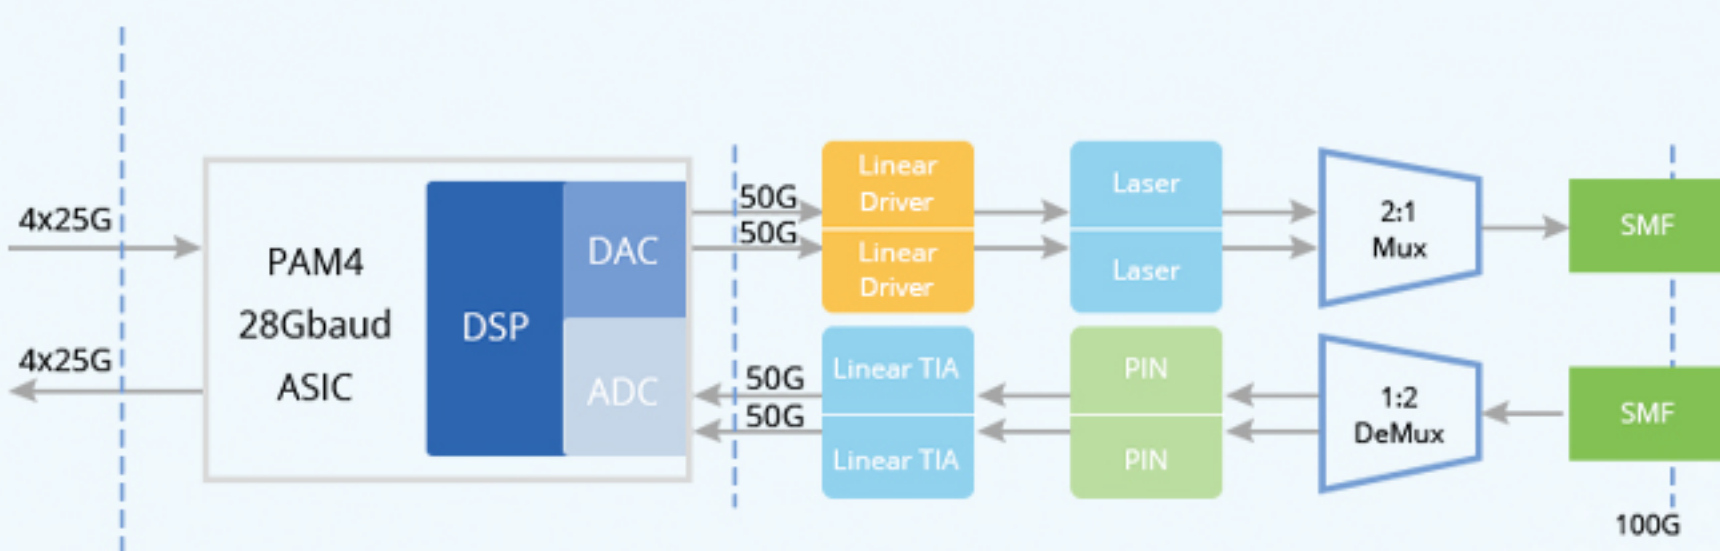 4x25G
4x25G
PAM4
28Gbaud
ASIC
DSP
DAC
ADC
50G
50G
50G
50G
Linear
Driver
Linear
Driver
Linear TIA
Linear TIA
Laser
Laser
PIN
PIN
2:1
Mux
1:2
DeMux
SMF
SMF
100G